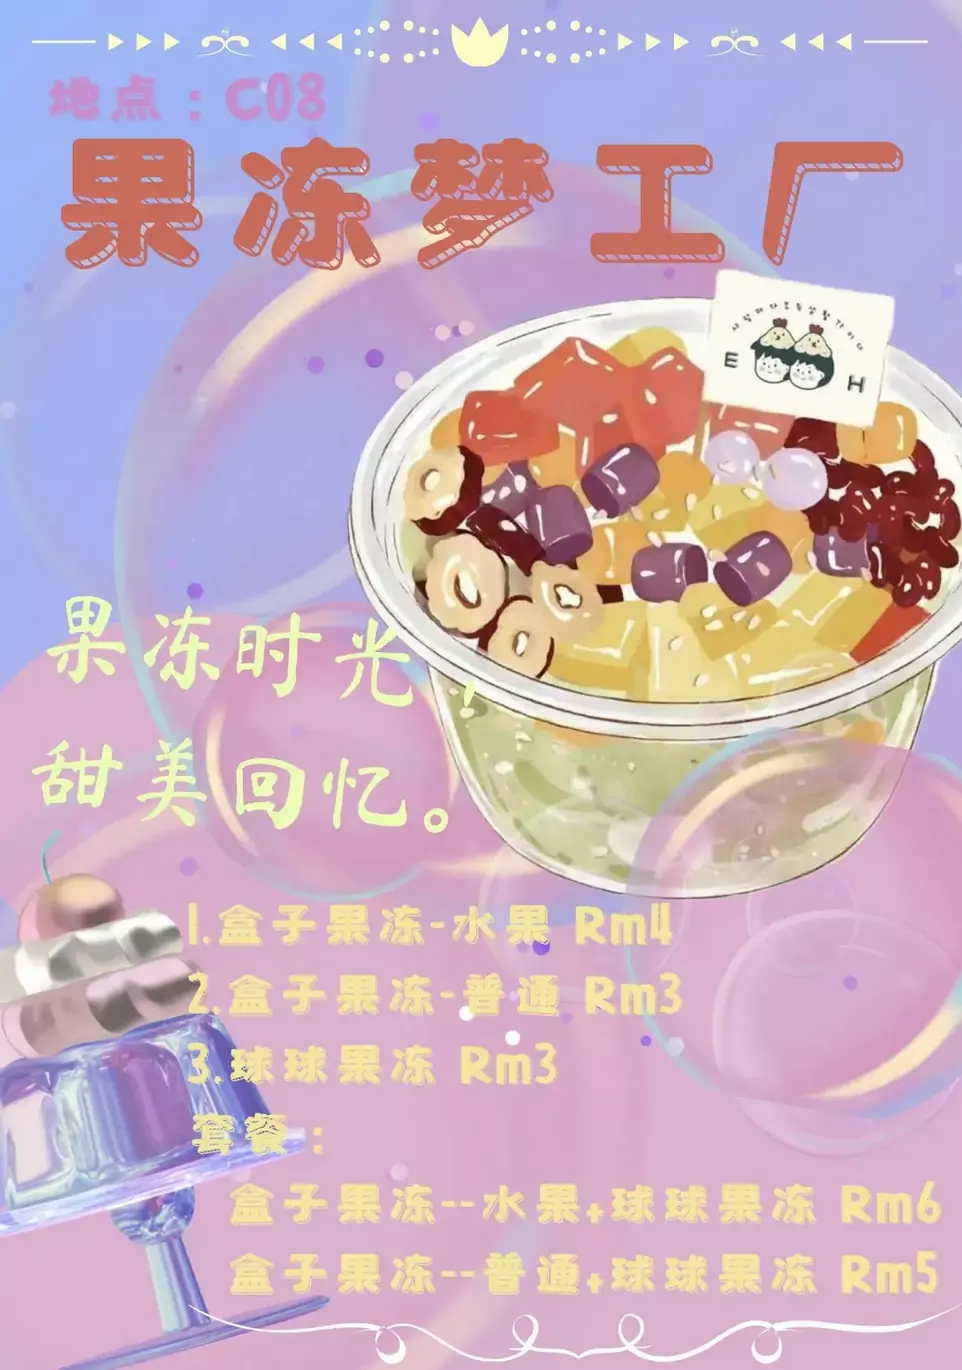 地点：C08
果冻梦工厂
E H
果冻时光，
甜美回忆。
1.盒子果冻-水果 Rm4
2.盒子果冻-普通 Rm3
3.球球果冻 Rm3
套餐：
盒子果冻--水果+球球果冻 Rm6
盒子果冻--普通+球球果冻 Rm5